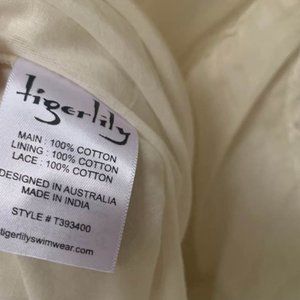 tigerlily
MAIN : 100% COTTON
LINING : 100% COTTON
LACE : 100% COTTON
DESIGNED IN AUSTRALIA
MADE IN INDIA
STYLE # T393400
tigerlilyswimwear.com